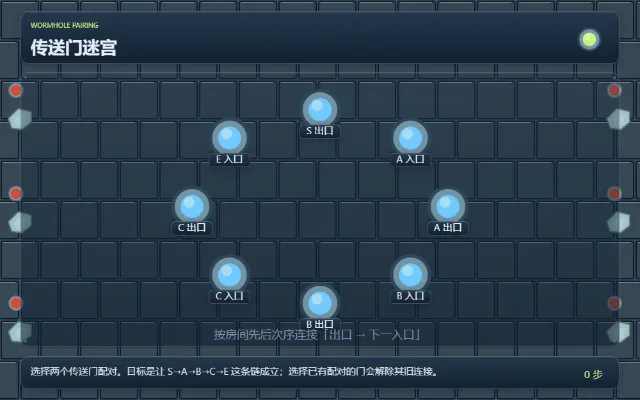 WORMHOLE PAIRING
传送门迷宫
S 出口
E 入口
A 入口
C 出口
A 出口
C 入口
B 入口
B 出口
按房间先后次序连接「出口 → 下一入口」
选择两个传送门配对。目标是让 S→A→B→C→E 这条链成立；选择已有配对的门会解除其旧连接。
0 步